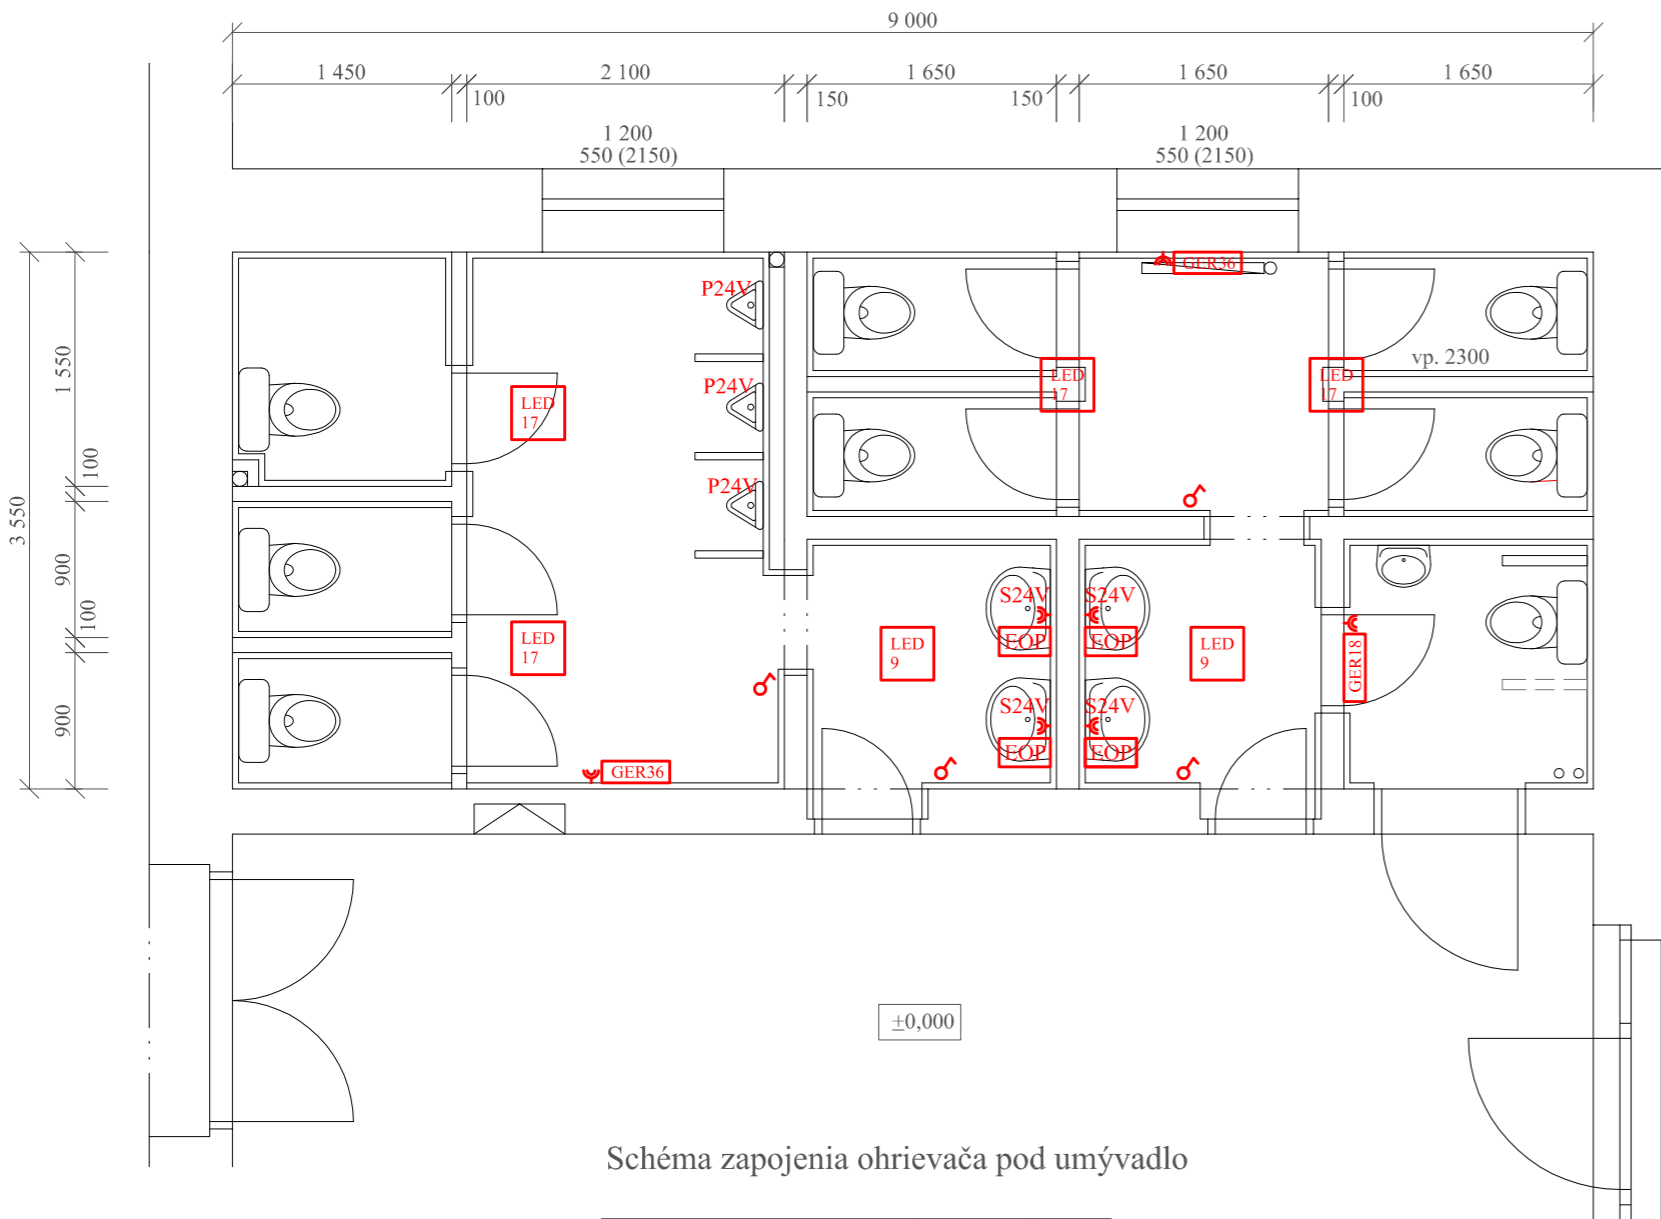 9 000
1 450
2 100
1 650
1 650
1 650
100
150
150
100
1 200
550 (2150)
1 200
550 (2150)
P24V
GER36
1 550
P24V
vp. 2300
LED
17
LED
17
LED
17
100
P24V
3 550
900
S24V
S24V
100
LED
17
LED
9
EOP
EOP
LED
9
GER18
900
S24V
S24V
EOP
EOP
GER36
±0,000
Schéma zapojenia ohrievača pod umývadlo